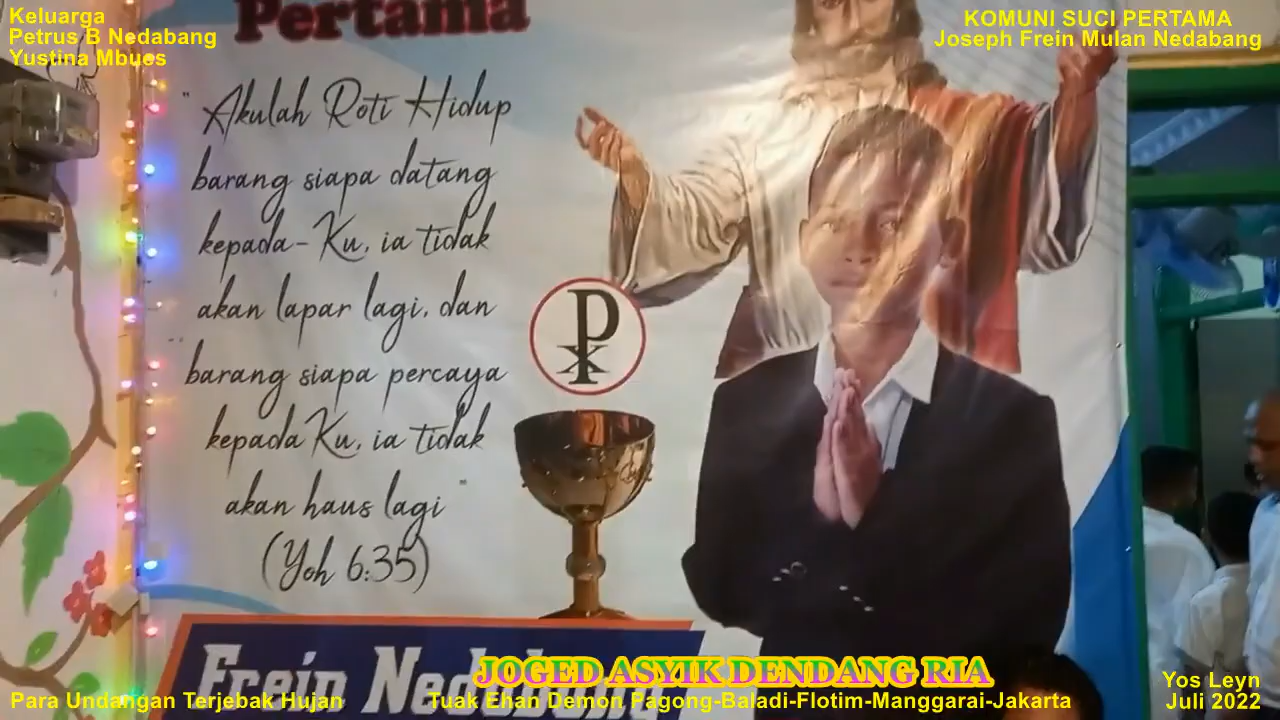 Keluarga
Petrus B Nedabang
Yustina Mbues
KOMUNI SUCI PERTAMA
Joseph Frein Mulan Nedabang
Pertama
" Akulah Roti Hidup
barang siapa datang
kepada-Ku, ia tidak
akan lapar lagi, dan
barang siapa percaya
kepada Ku, ia tidak
akan haus lagi "
(Yoh 6:35)
Frein Nedabang
JOGED ASYIK DENDANG RIA
Para Undangan Terjebak Hujan
Tuak Ehan Demon Pagong-Baladi-Flotim-Manggarai-Jakarta
Yos Leyn
Juli 2022